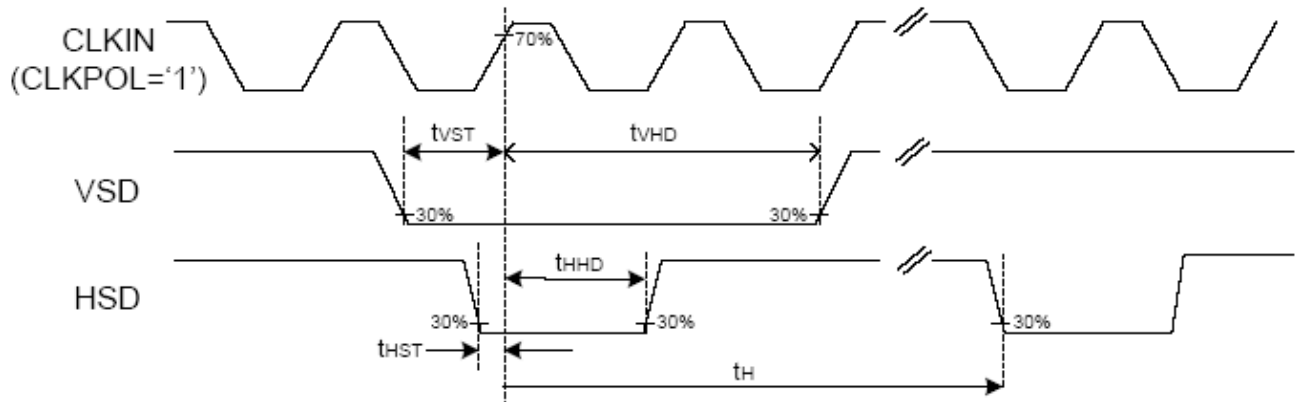 CLKIN
(CLKPOL=‘1’)
70%
tVST
tVHD
VSD
30%
30%
tHHD
HSD
30%
30%
30%
tHST
tH